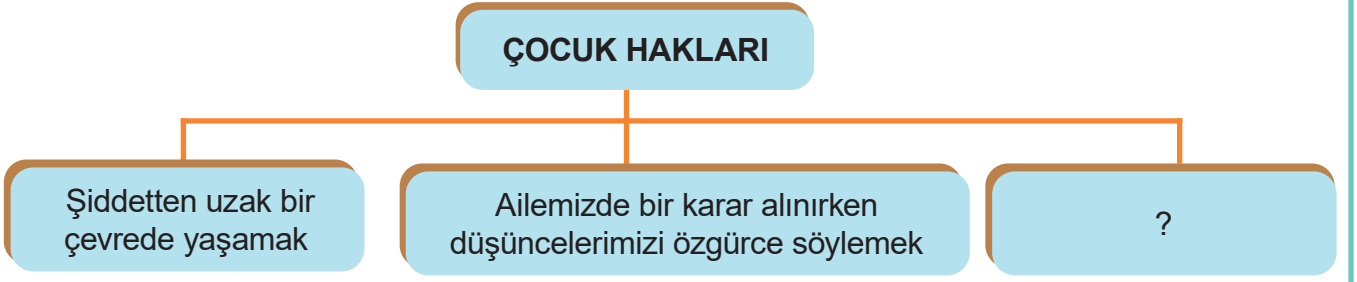 ÇOCUK HAKLARI
Şiddetten uzak bir
çevrede yaşamak
Ailemizde bir karar alınırken
düşüncelerimizi özgürce söylemek
?